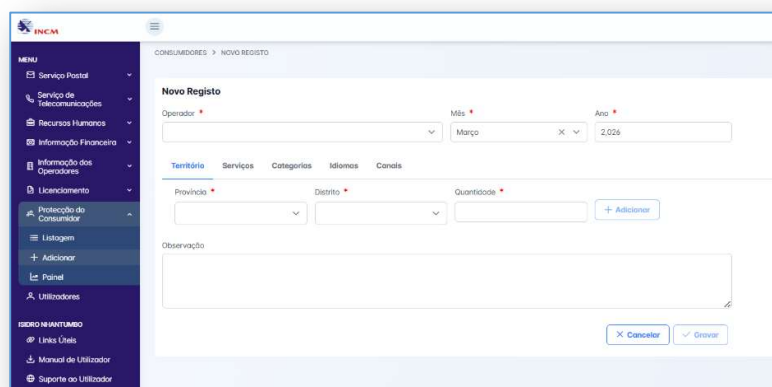 INCM
MENU
Serviço Postal
Serviço de
Telecomunicações
Recursos Humanos
Informação Financeira
Informação dos
Operadores
Licenciamento
Protecção do
Consumidor
Listagem
Adicionar
Painel
Utilizadores
ISIDRO NHANTUMBO
Links Úteis
Manual de Utilizador
Suporte ao Utilizador
CONSUMIDORES > NOVO REGISTO
Novo Registo
Operador * Mês * Ano *
Março 2,026
Território Serviços Categorias Idiomas Canais
Província * Distrito * Quantidade *
+ Adicionar
Observação
Cancelar Gravar